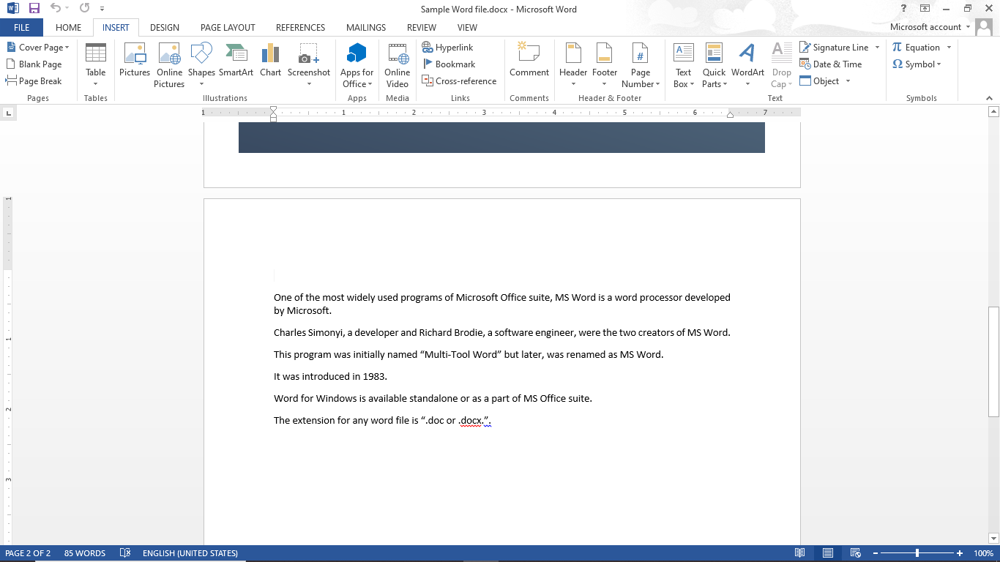 Sample Word file.docx - Microsoft Word
?
FILE HOME INSERT DESIGN PAGE LAYOUT REFERENCES MAILINGS REVIEW VIEW Microsoft account
Cover Page
Blank Page
Page Break
Pages
Table
Tables
Pictures
Online
Pictures
Shapes
SmartArt
Chart
Screenshot
Illustrations
Apps for
Office
Apps
Online
Video
Media
Hyperlink
Bookmark
Cross-reference
Links
Comment
Comments
Header
Footer
Page
Number
Header & Footer
Text
Box
Quick
Parts
WordArt
Drop
Cap
Signature Line
Date & Time
Object
Text
π Equation
Ω Symbol
Symbols
1 1 2 3 4 5 6 7
1
1
2
3
One of the most widely used programs of Microsoft Office suite, MS Word is a word processor developed
by Microsoft.
Charles Simonyi, a developer and Richard Brodie, a software engineer, were the two creators of MS Word.
This program was initially named “Multi-Tool Word” but later, was renamed as MS Word.
It was introduced in 1983.
Word for Windows is available standalone or as a part of MS Office suite.
The extension for any word file is “.doc or .docx.”.
PAGE 2 OF 2 85 WORDS ENGLISH (UNITED STATES) 100%